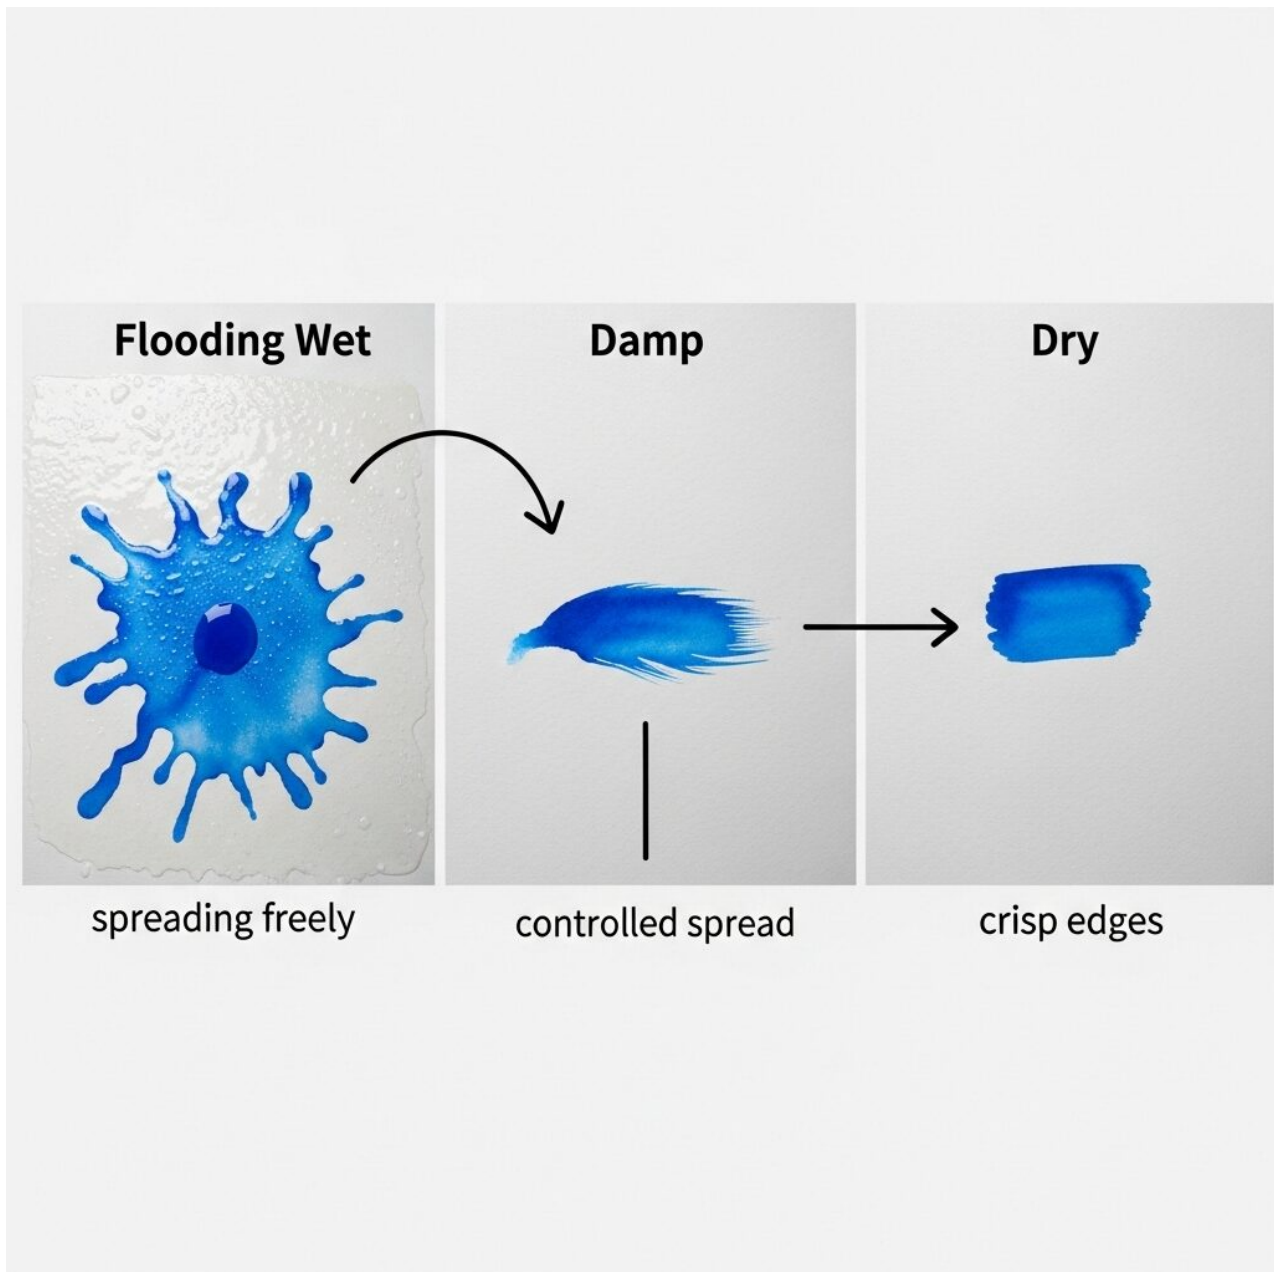 Flooding Wet
Damp
Dry
spreading freely
controlled spread
crisp edges